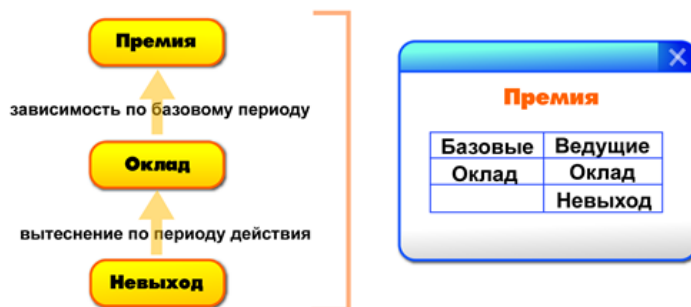 Премия
зависимость по базовому периоду
Оклад
вытеснение по периоду действия
Невыход
Премия
Базовые Ведущие
Оклад Оклад
Невыход